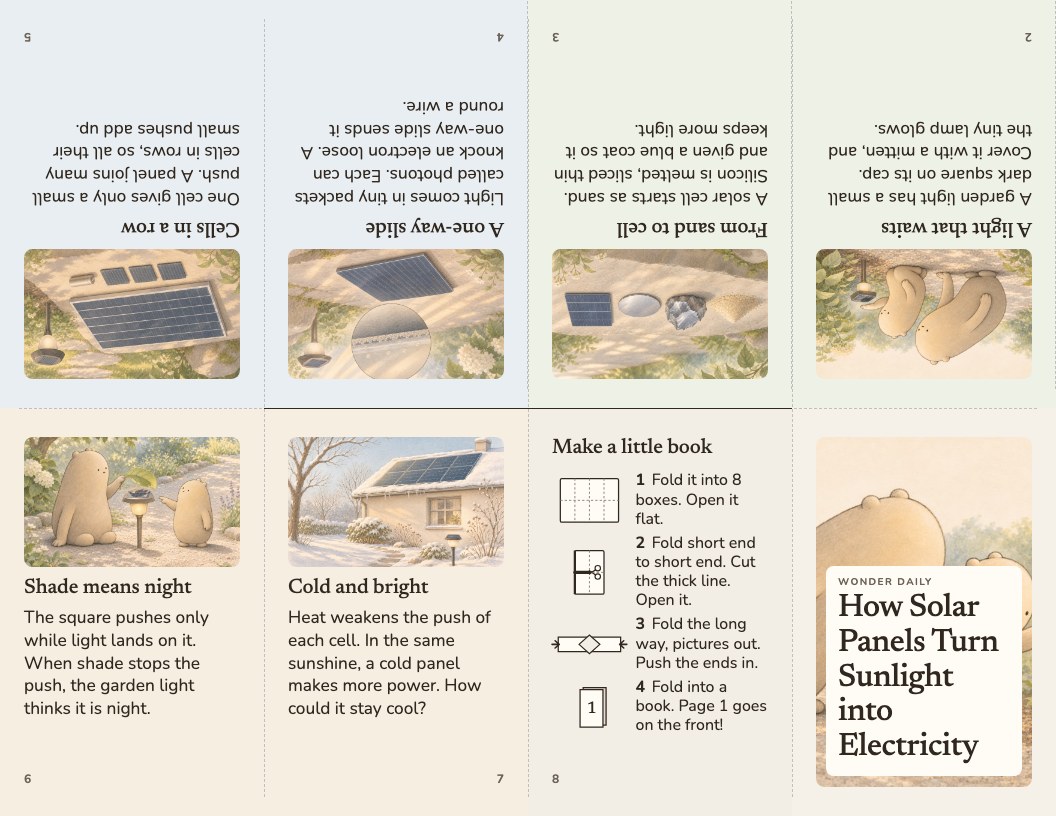 WONDER DAILY
How Solar
Panels Turn
Sunlight
into
Electricity
A light that waits
A garden light has a small
dark square on its cap.
Cover it with a mitten, and
the tiny lamp glows.
2
From sand to cell
A solar cell starts as sand.
Silicon is melted, sliced thin
and given a blue coat so it
keeps more light.
3
A one-way slide
Light comes in tiny packets
called photons. Each can
knock an electron loose. A
one-way slide sends it
round a wire.
4
Cells in a row
One cell gives only a small
push. A panel joins many
cells in rows, so all their
small pushes add up.
5
Shade means night
The square pushes only
while light lands on it.
When shade stops the
push, the garden light
thinks it is night.
6
Cold and bright
Heat weakens the push of
each cell. In the same
sunshine, a cold panel
makes more power. How
could it stay cool?
7
Make a little book
1 Fold it into 8
boxes. Open it
flat.
2 Fold short end
to short end. Cut
the thick line.
Open it.
3 Fold the long
way, pictures out.
Push the ends in.
1
4 Fold into a
book. Page 1 goes
on the front!
8